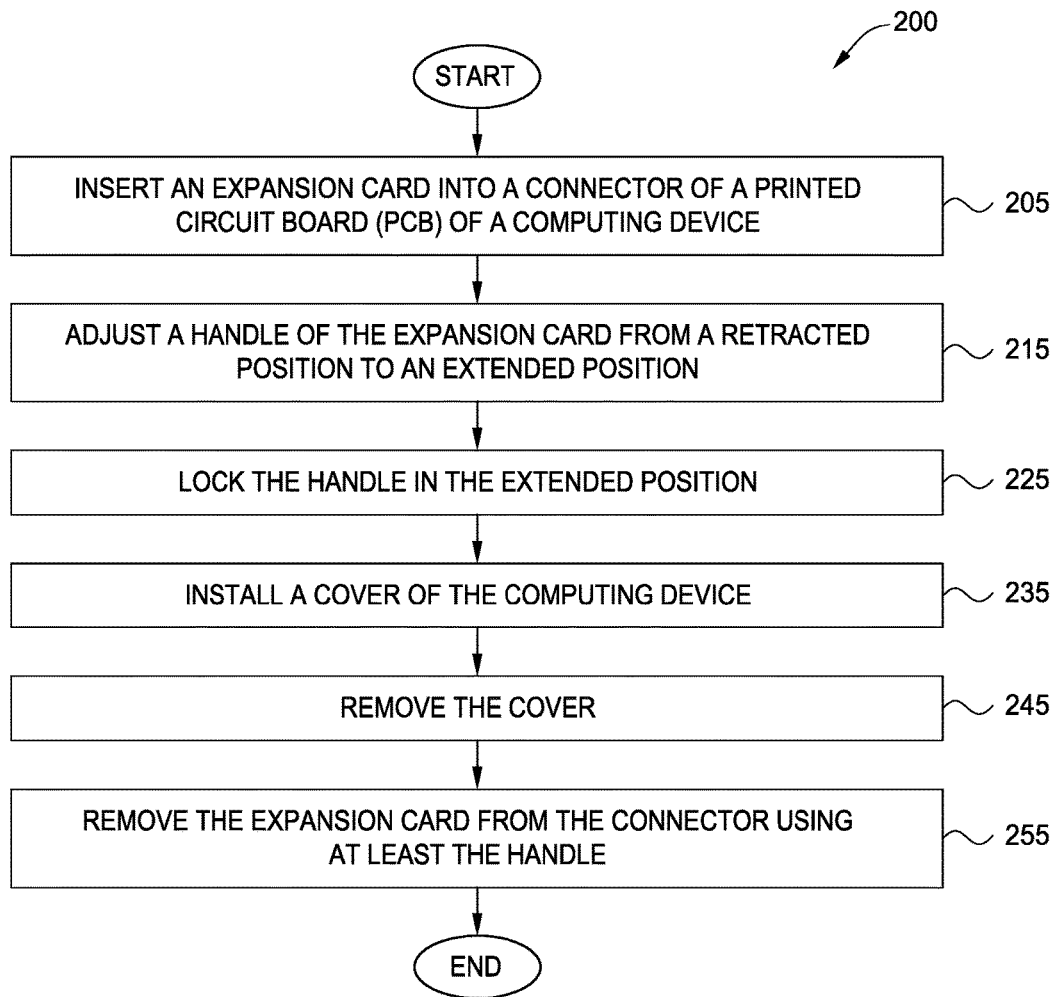 200
START
INSERT AN EXPANSION CARD INTO A CONNECTOR OF A PRINTED
CIRCUIT BOARD (PCB) OF A COMPUTING DEVICE
205
ADJUST A HANDLE OF THE EXPANSION CARD FROM A RETRACTED
POSITION TO AN EXTENDED POSITION
215
LOCK THE HANDLE IN THE EXTENDED POSITION
225
INSTALL A COVER OF THE COMPUTING DEVICE
235
REMOVE THE COVER
245
REMOVE THE EXPANSION CARD FROM THE CONNECTOR USING
AT LEAST THE HANDLE
255
END